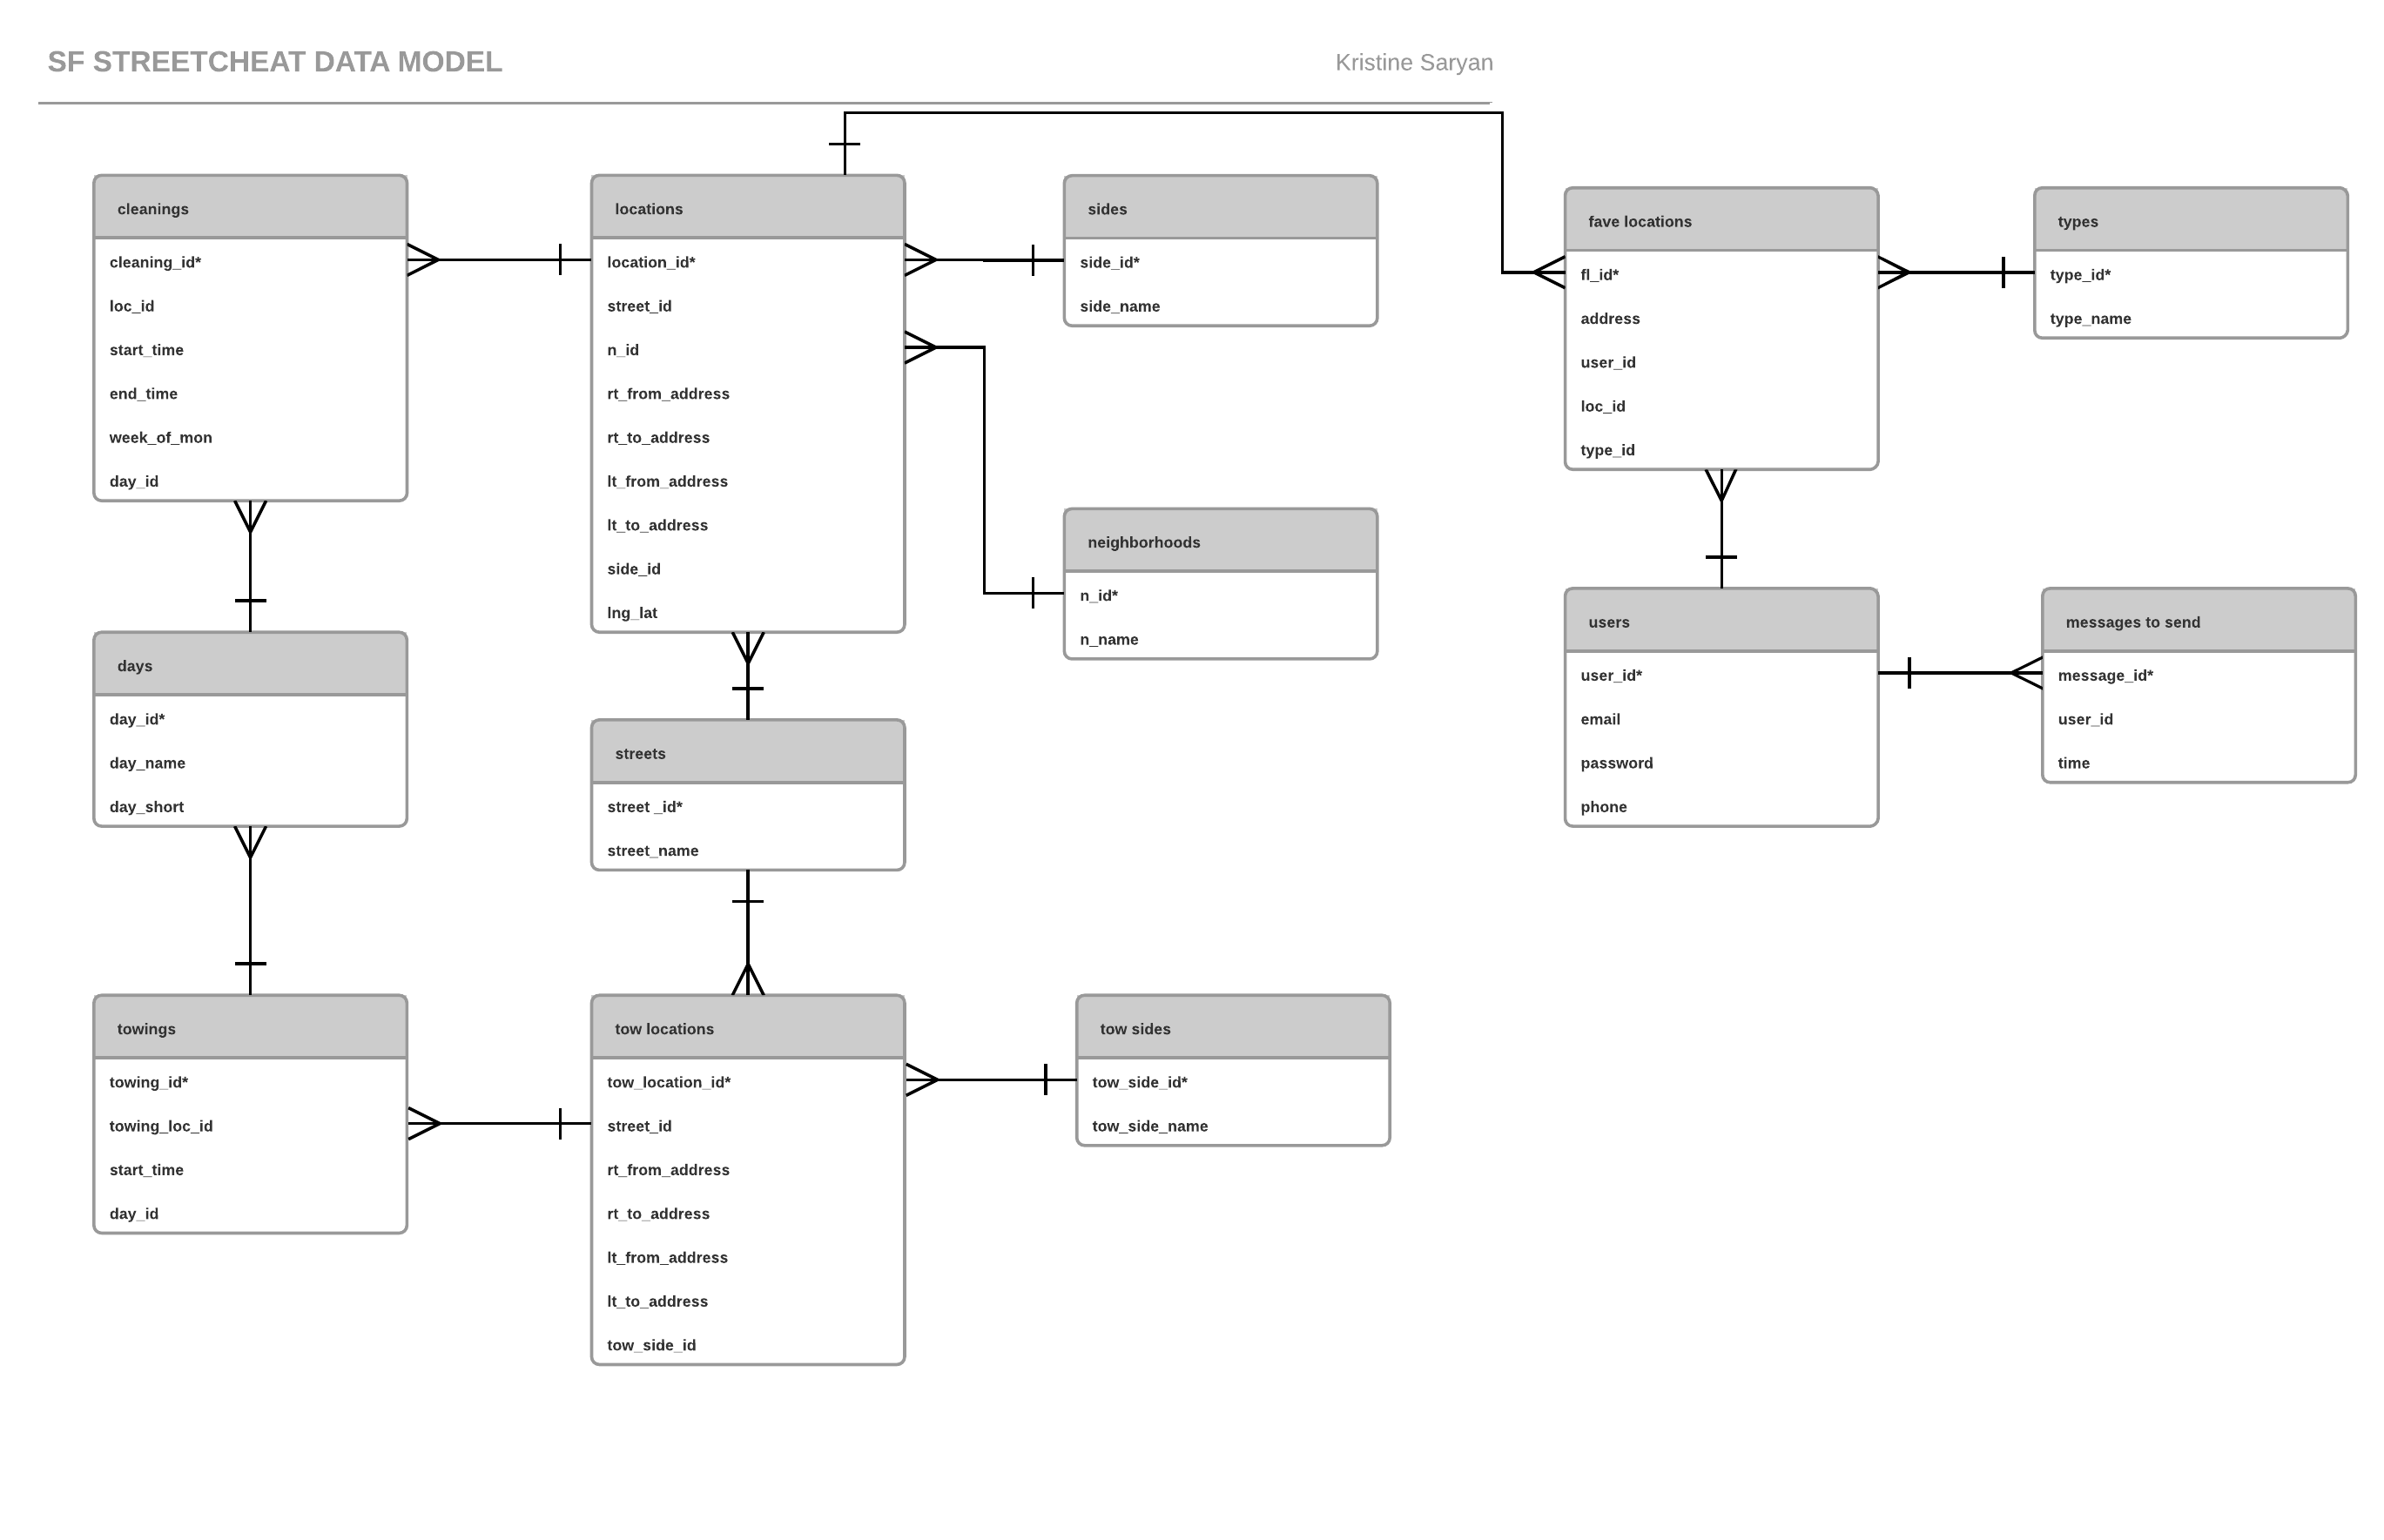 SF STREETCHEAT DATA MODEL
Kristine Saryan
cleanings
cleaning_id*
loc_id
start_time
end_time
week_of_mon
day_id
locations
location_id*
street_id
n_id
rt_from_address
rt_to_address
lt_from_address
lt_to_address
side_id
lng_lat
sides
side_id*
side_name
fave locations
fl_id*
address
user_id
loc_id
type_id
types
type_id*
type_name
neighborhoods
n_id*
n_name
days
day_id*
day_name
day_short
streets
street _id*
street_name
users
user_id*
email
password
phone
messages to send
message_id*
user_id
time
towings
towing_id*
towing_loc_id
start_time
day_id
tow locations
tow_location_id*
street_id
rt_from_address
rt_to_address
lt_from_address
lt_to_address
tow_side_id
tow sides
tow_side_id*
tow_side_name